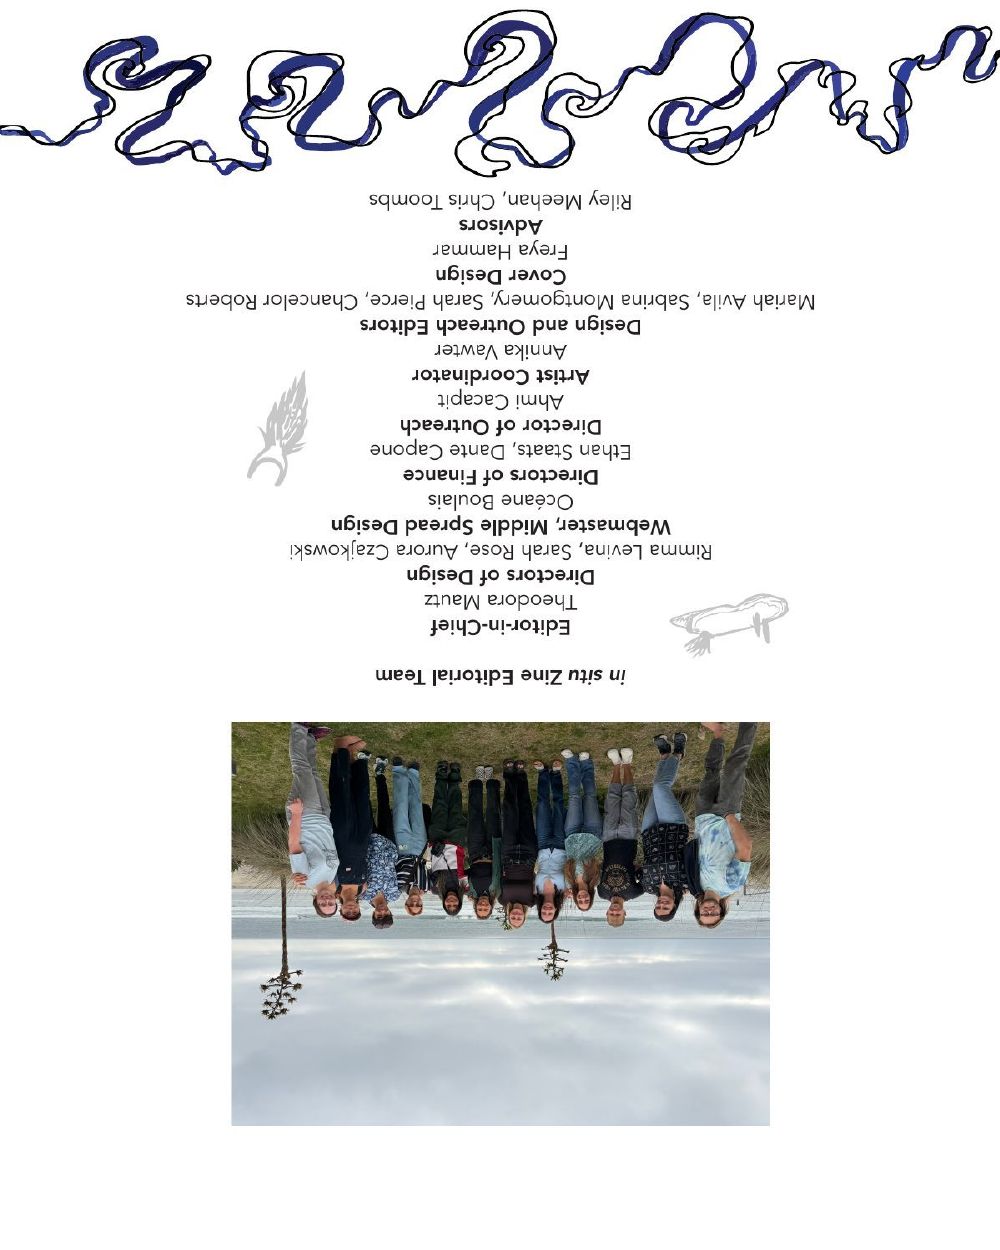 in situ Zine Editorial Team
Editor-in-Chief
Theodora Mautz
Directors of Design
Rimma Levina, Sarah Rose, Aurora Czajkowski
Webmaster, Middle Spread Design
Océane Boulais
Directors of Finance
Ethan Staats, Dante Capone
Director of Outreach
Ahmi Cacapit
Artist Coordinator
Annika Vawter
Design and Outreach Editors
Mariah Avila, Sabrina Montgomery, Sarah Pierce, Chancelor Roberts
Cover Design
Freya Hammar
Advisors
Riley Meehan, Chris Toombs